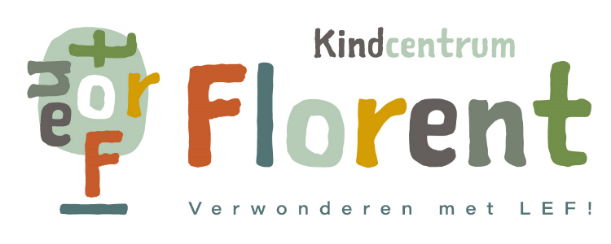 Kindcentrum
Florent
Verwonderen met LEF!
t
n o r
e
F